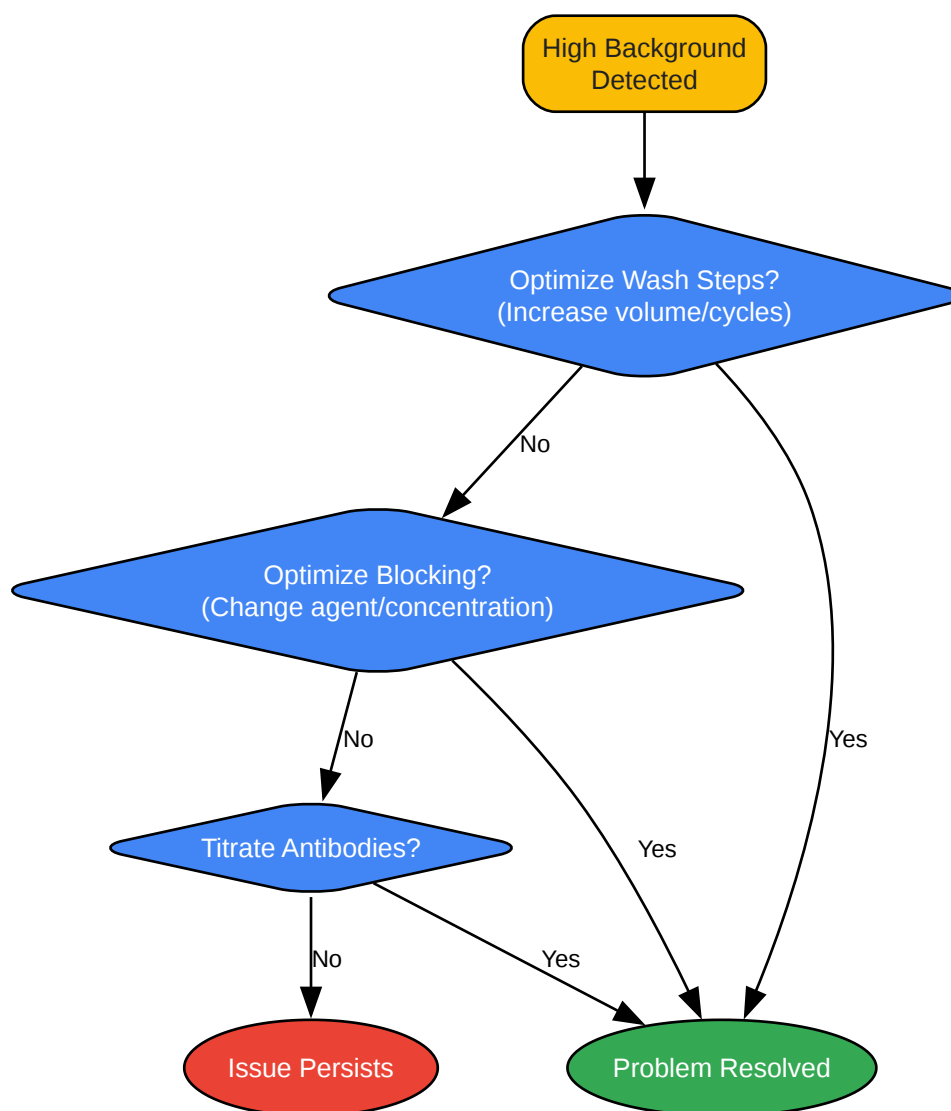 High Background
Detected
Optimize Wash Steps?
(Increase volume/cycles)
No
Optimize Blocking?
(Change agent/concentration)
No
Yes
Titrate Antibodies?
Yes
No
Yes
Issue Persists
Problem Resolved